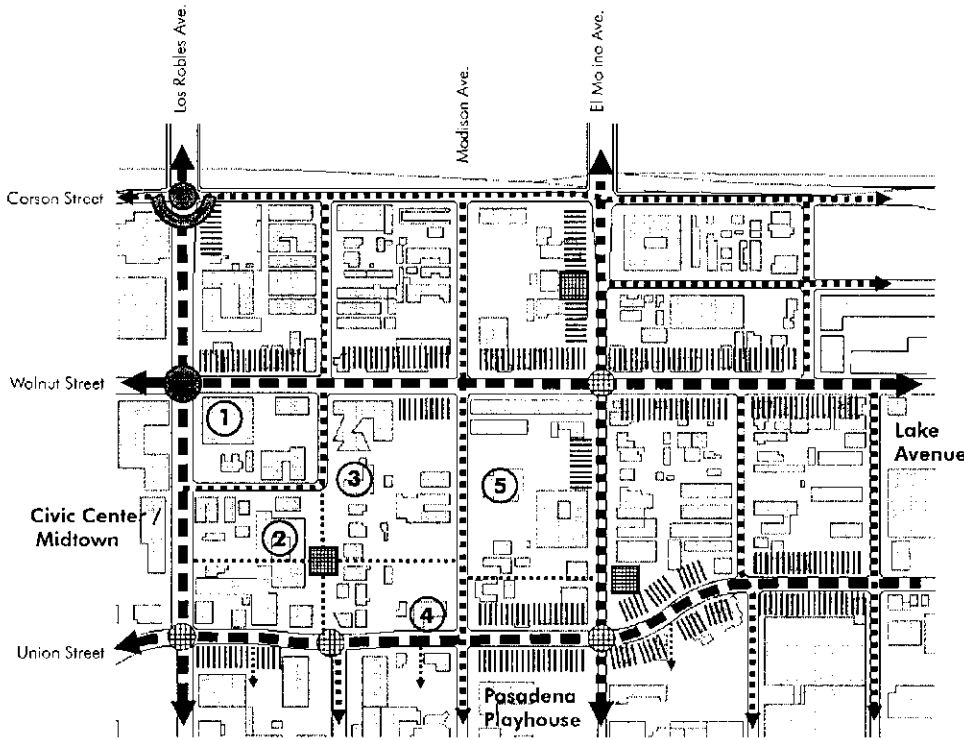 Los Robles Ave.
Madison Ave.
El Molino Ave.
Corson Street
Walnut Street
1
Lake
Avenue
3
5
Civic Center /
Midtown
2
4
Union Street
Pasadena
Playhouse